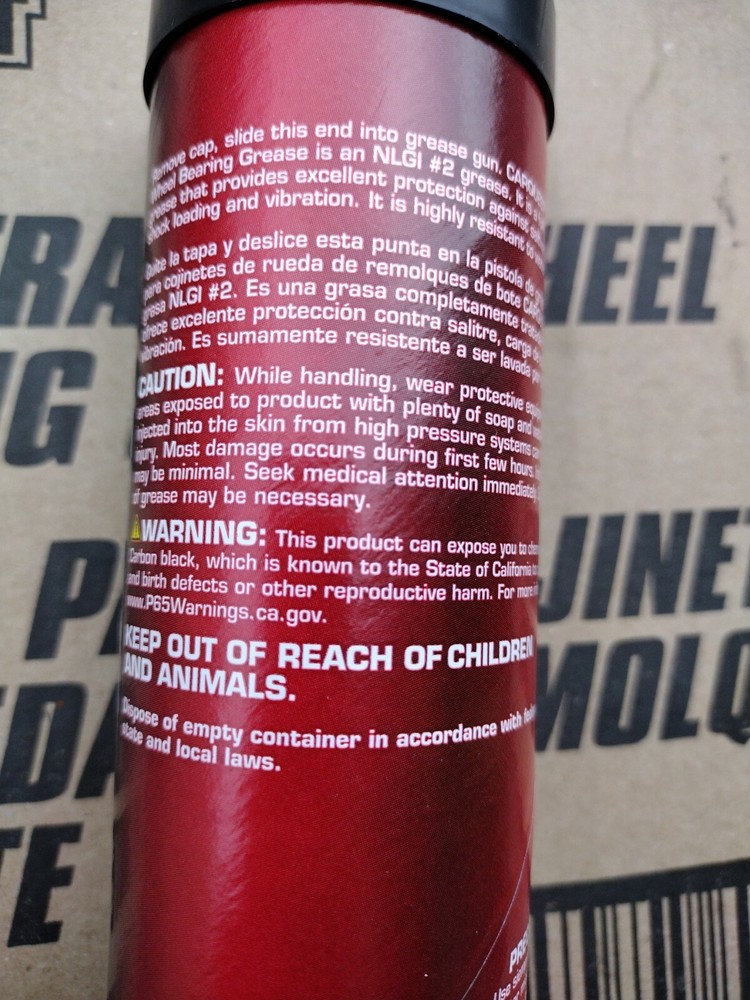 Remove cap, slide this end into grease gun.
Wheel Bearing Grease is an NLGI #2 grease. It is a
grease that provides excellent protection against
shock loading and vibration. It is highly resistant to
Quite la tapa y deslice esta punta en la pistola de
para cojinetes de rueda de remolques de bote
grasa NLGI #2. Es una grasa completamente
ofrece excelente protección contra salitre, carga de
vibración. Es sumamente resistente a ser lavada
CAUTION: While handling, wear protective
areas exposed to product with plenty of soap and
injected into the skin from high pressure systems
injury. Most damage occurs during first few hours.
may be minimal. Seek medical attention immediately
of grease may be necessary.
WARNING: This product can expose you to
Carbon black, which is known to the State of California to
and birth defects or other reproductive harm. For more
www.P65Warnings.ca.gov.
KEEP OUT OF REACH OF CHILDREN
AND ANIMALS.
Dispose of empty container in accordance with
state and local laws.
HEEL